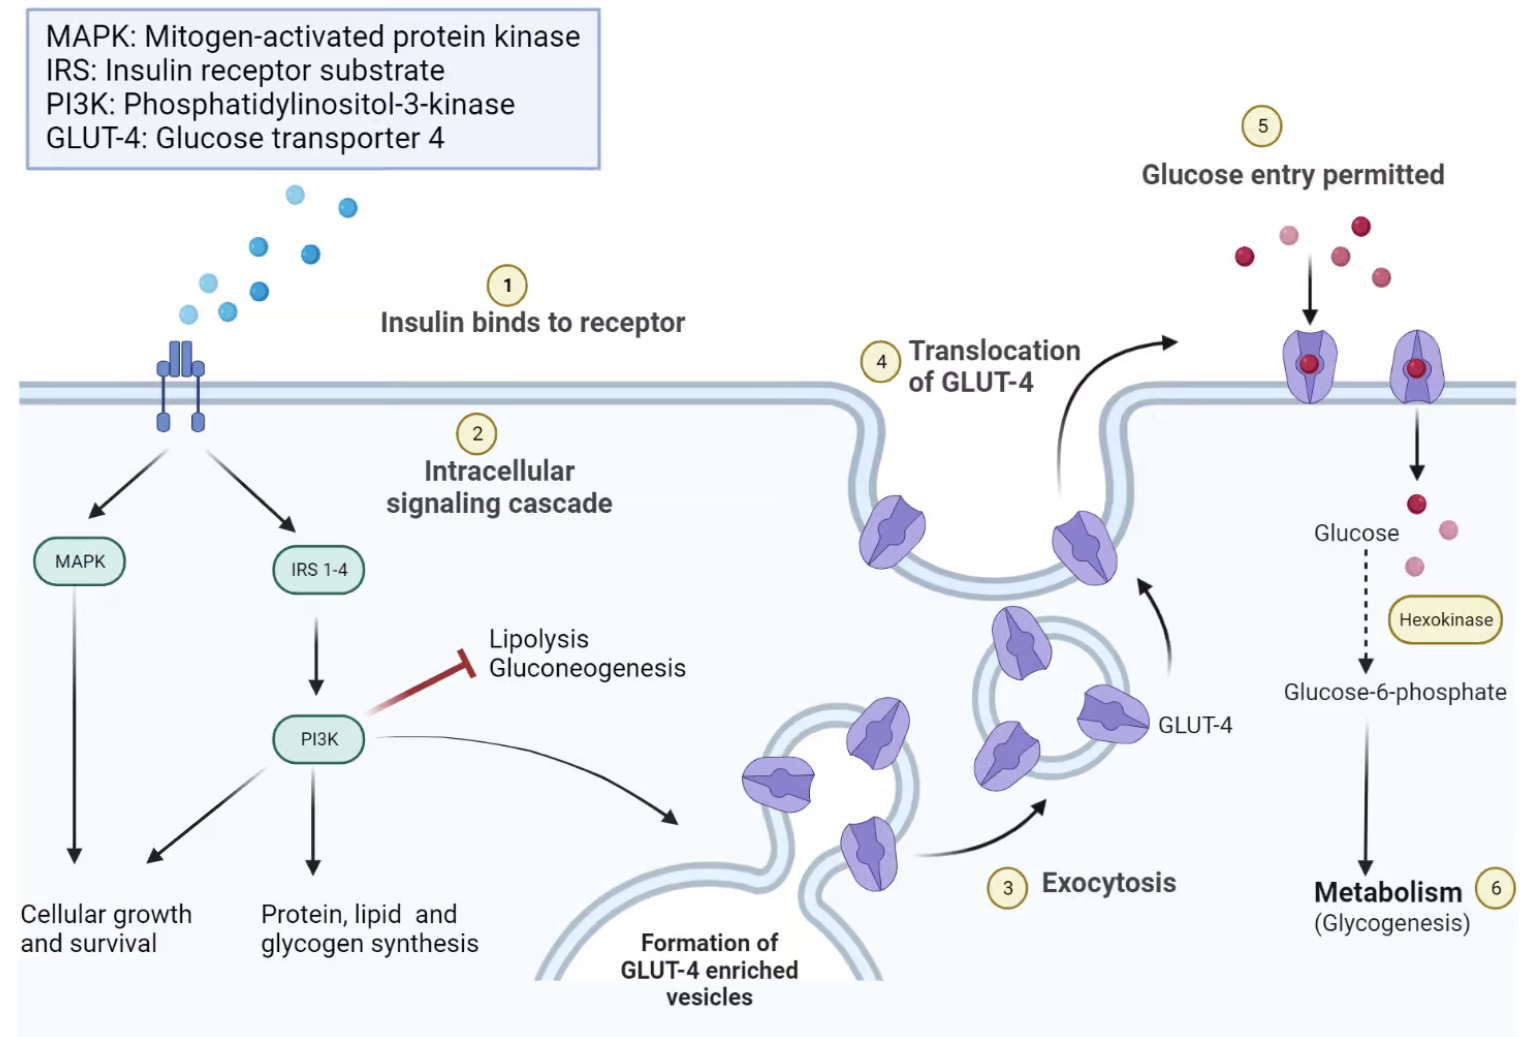 MAPK: Mitogen-activated protein kinase
IRS: Insulin receptor substrate
PI3K: Phosphatidylinositol-3-kinase
GLUT-4: Glucose transporter 4
1
Insulin binds to receptor
2
Intracellular
signaling cascade
MAPK
IRS 1-4
PI3K
Lipolysis
Gluconeogenesis
Cellular growth
and survival
Protein, lipid and
glycogen synthesis
Formation of
GLUT-4 enriched
vesicles
3
Exocytosis
GLUT-4
4
Translocation
of GLUT-4
5
Glucose entry permitted
Glucose
Hexokinase
Glucose-6-phosphate
Metabolism
6
(Glycogenesis)